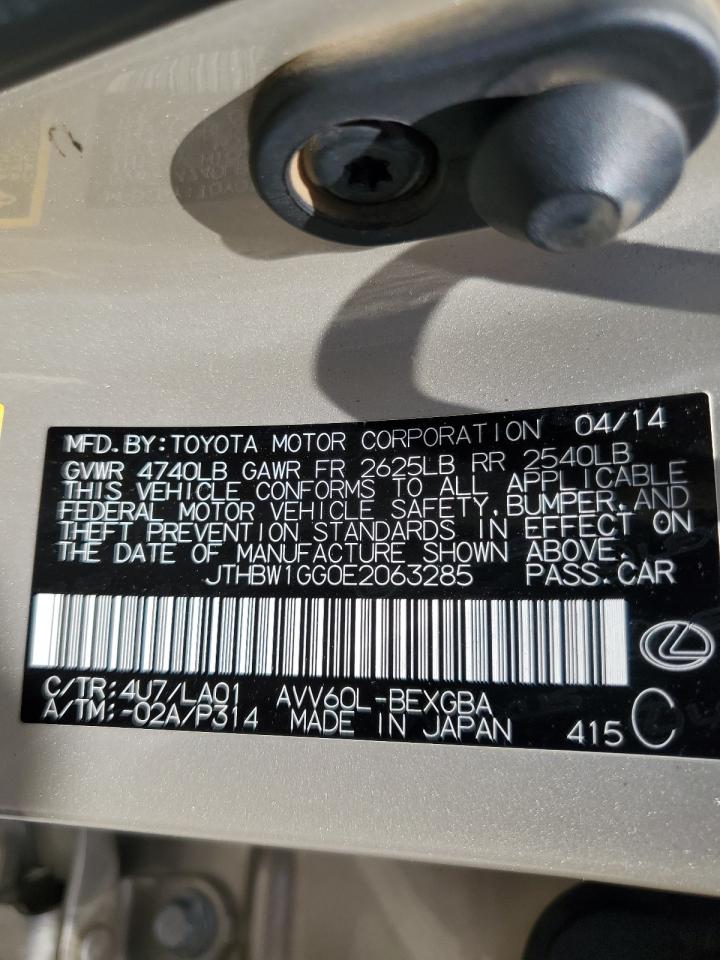 MFD.BY:TOYOTA MOTOR CORPORATION 04/14
GVWR 4740LB GAWR FR 2625LB RR 2540LB
THIS VEHICLE CONFORMS TO ALL APPLICABLE
FEDERAL MOTOR VEHICLE SAFETY,BUMPER,AND
THEFT PREVENTION STANDARDS IN EFFECT ON
THE DATE OF MANUFACTURE SHOWN ABOVE.
JTHBW1GG0E2063285 PASS.CAR
C/TR:4U7/LA01 AVV60L-BEXGBA
A/TM:-02A/P314 MADE IN JAPAN 415 C